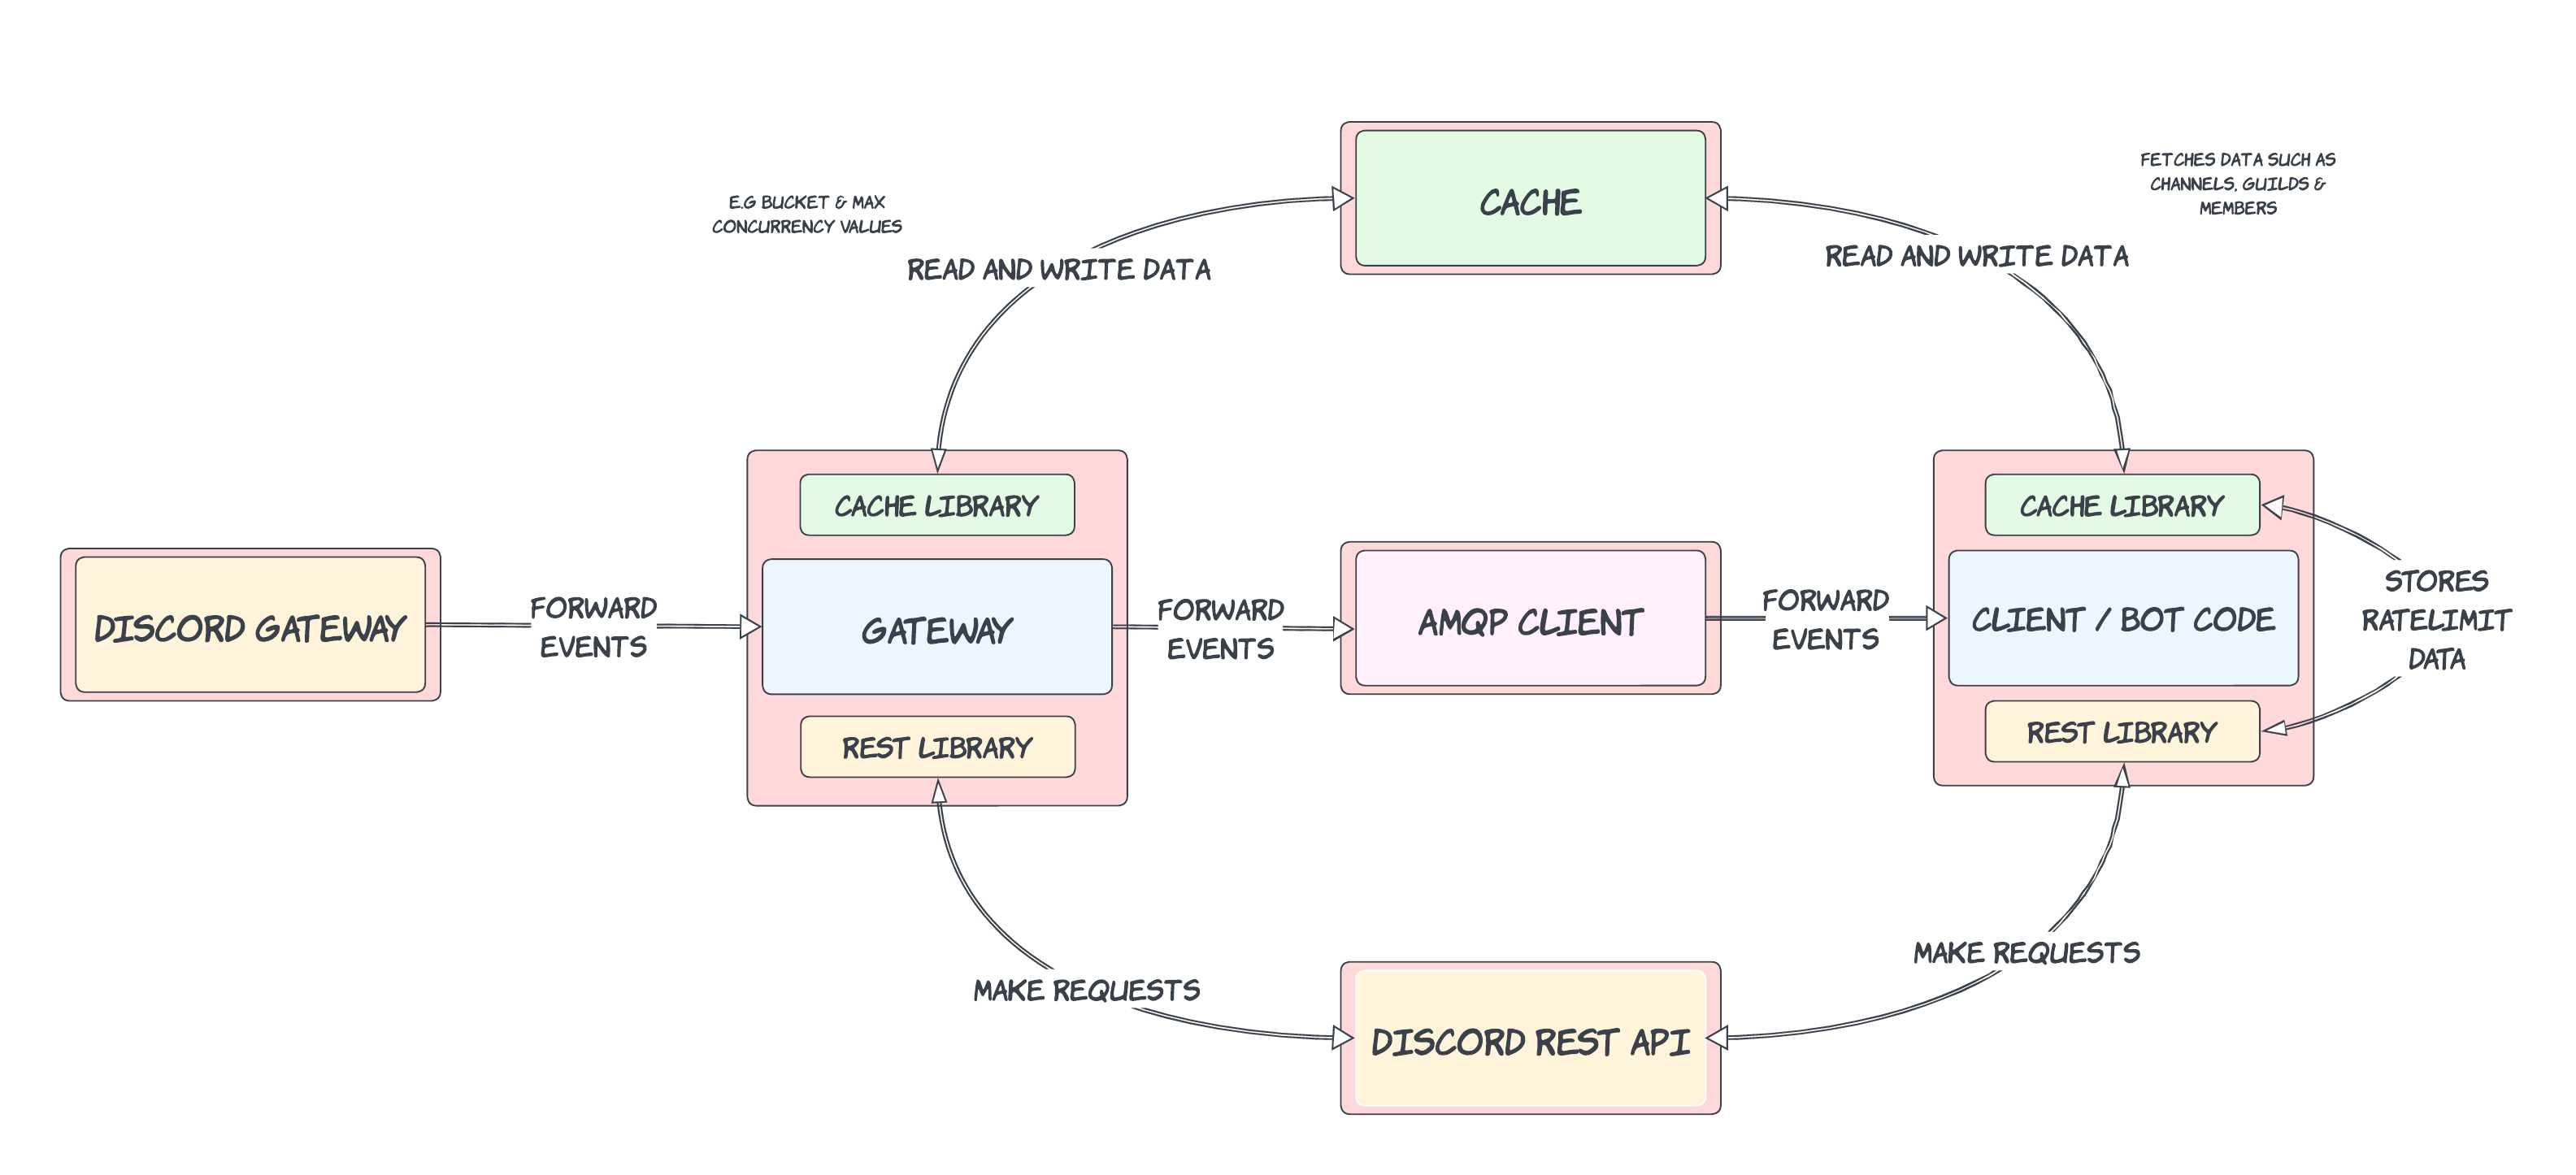 CACHE
FETCHES DATA SUCH AS
CHANNELS, GUILDS &
MEMBERS
E.G BUCKET & MAX
CONCURRENCY VALUES
READ AND WRITE DATA
READ AND WRITE DATA
CACHE LIBRARY
CACHE LIBRARY
DISCORD GATEWAY
FORWARD
EVENTS
GATEWAY
FORWARD
EVENTS
AMQP CLIENT
FORWARD
EVENTS
CLIENT / BOT CODE
STORES
RATELIMIT
DATA
REST LIBRARY
REST LIBRARY
MAKE REQUESTS
MAKE REQUESTS
DISCORD REST API